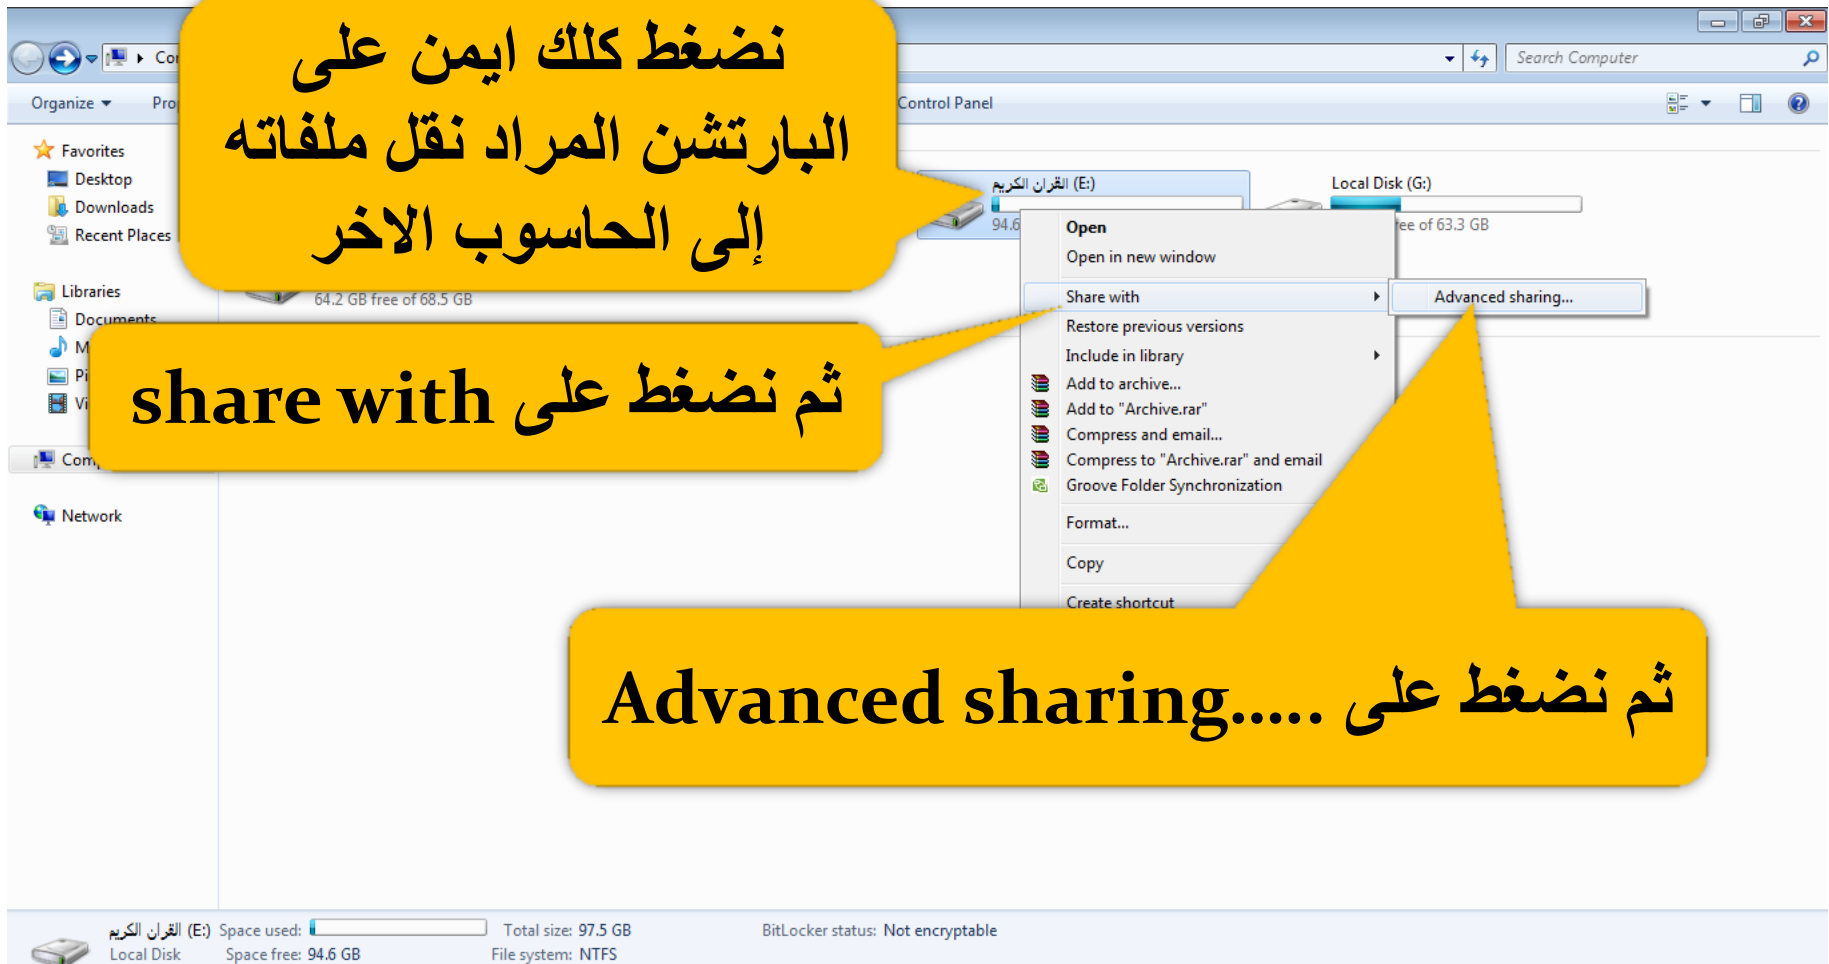 نضغط كلك ايمن على
البارتشن المراد نقل ملفاته
إلى الحاسوب الاخر
Search Computer
Organize
Control Panel
Favorites
Desktop
Downloads
Recent Places
Libraries
Documents
Network
64.2 GB free of 68.5 GB
القران الكريم (E:)
Local Disk (G:)
free of 63.3 GB
Open
Open in new window
Share with
Advanced sharing...
Restore previous versions
Include in library
Add to archive...
Add to "Archive.rar"
Compress and email...
Compress to "Archive.rar" and email
Groove Folder Synchronization
Format...
Copy
Create shortcut
ثم نضغط على share with
ثم نضغط على Advanced sharing.....
القران الكريم (E:) Space used: Total size: 97.5 GB BitLocker status: Not encryptable
Local Disk Space free: 94.6 GB File system: NTFS